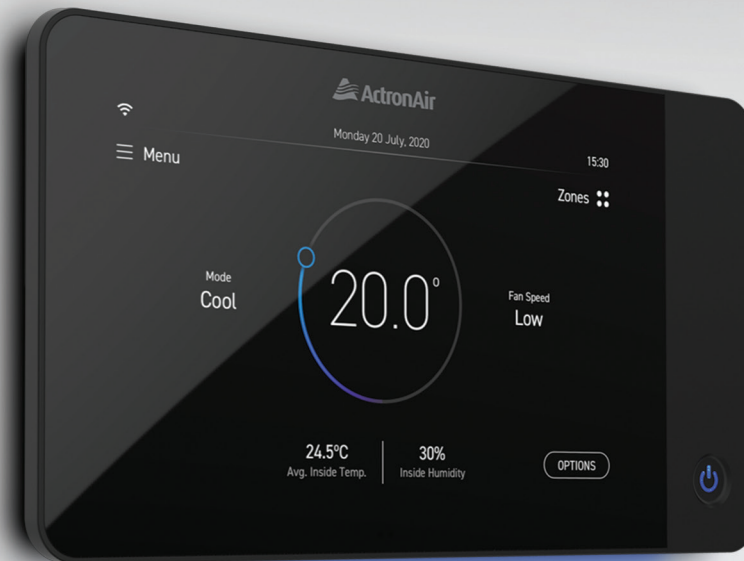 ActronAir
Monday 20 July, 2020
15:30
Menu
Zones
Mode
Cool
20.0°
Fan Speed
Low
24.5°C
Avg. Inside Temp.
30%
Inside Humidity
OPTIONS